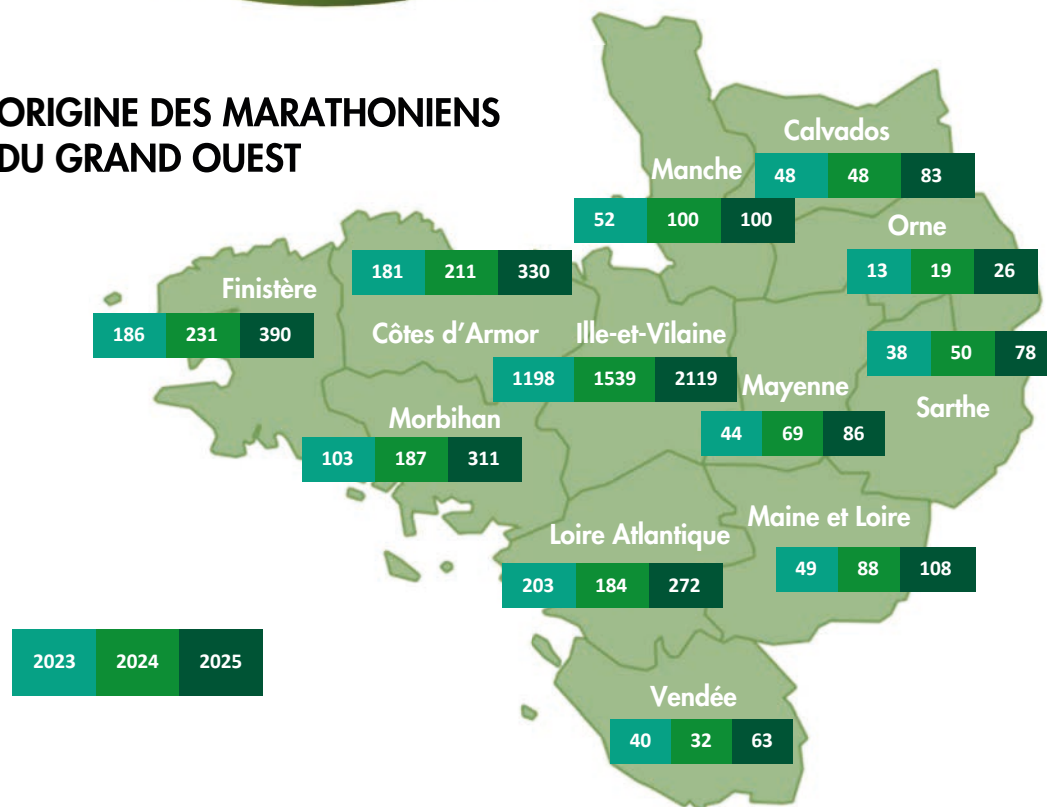 ORIGINE DES MARATHONIENS
DU GRAND OUEST
Calvados
48 48 83
Manche
52 100 100
Orne
13 19 26
181 211 330
Côtes d'Armor
Finistère
186 231 390
Ille-et-Vilaine
1198 1539 2119
38 50 78
Sarthe
Mayenne
44 69 86
Morbihan
103 187 311
Maine et Loire
49 88 108
Loire Atlantique
203 184 272
2023 2024 2025
Vendée
40 32 63